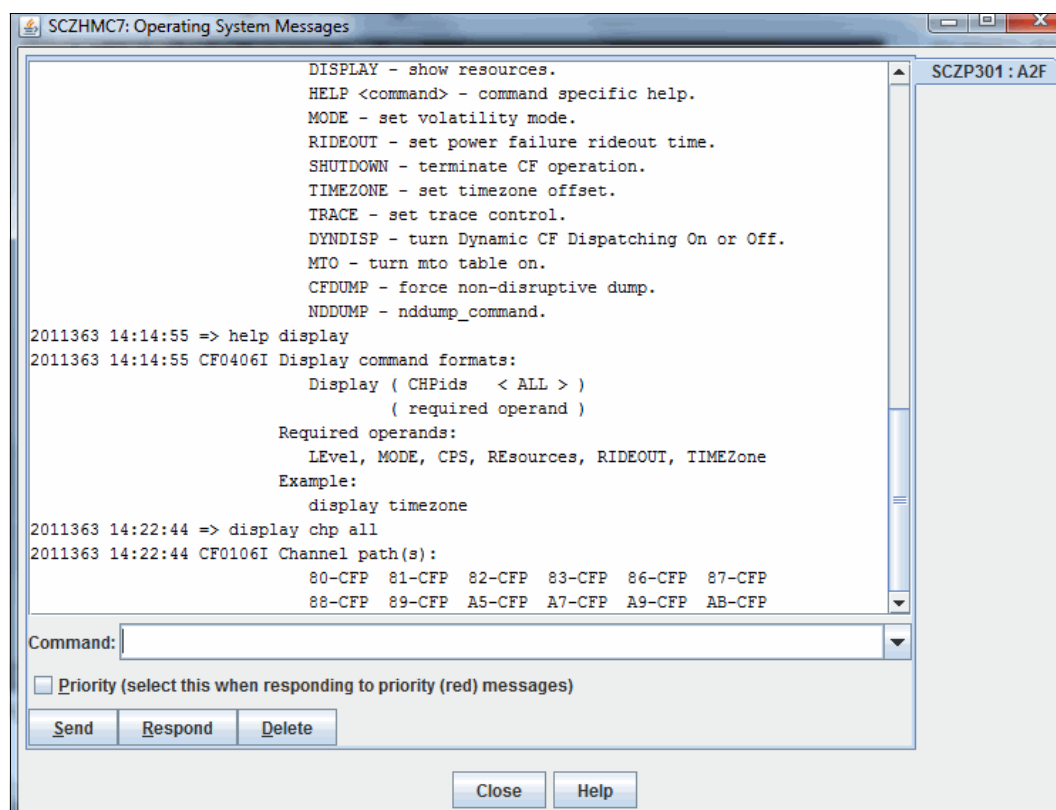 SCZHMC7: Operating System Messages
SCZP301 : A2F
DISPLAY - show resources.
HELP <command> - command specific help.
MODE - set volatility mode.
RIDEOUT - set power failure rideout time.
SHUTDOWN - terminate CF operation.
TIMEZONE - set timezone offset.
TRACE - set trace control.
DYNDISP - turn Dynamic CF Dispatching On or Off.
MTO - turn mto table on.
CFDUMP - force non-disruptive dump.
NDDUMP - nddump_command.
2011363 14:14:55 => help display
2011363 14:14:55 CF0406I Display command formats:
Display ( CHPids < ALL > )
( required operand )
Required operands:
LEvel, MODE, CPS, REsources, RIDEOUT, TIMEZone
Example:
display timezone
2011363 14:22:44 => display chp all
2011363 14:22:44 CF0106I Channel path(s):
80-CFP 81-CFP 82-CFP 83-CFP 86-CFP 87-CFP
88-CFP 89-CFP A5-CFP A7-CFP A9-CFP AB-CFP
Command:
Priority (select this when responding to priority (red) messages)
Send Respond Delete
Close Help